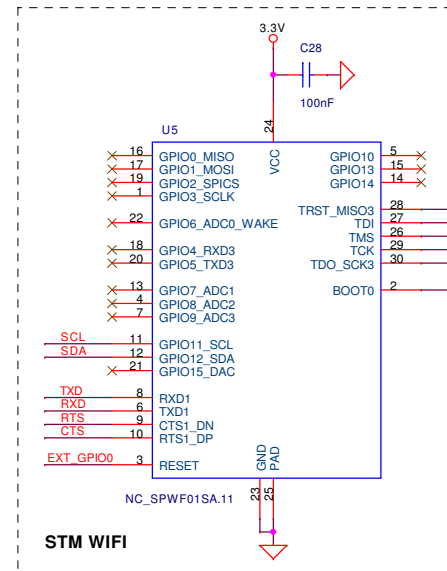 3.3V
C28
100nF
U5
24
VCC
16 GPIO0_MISO
17 GPIO1_MOSI
19 GPIO2_SPICS
1 GPIO3_SCLK
22 GPIO6_ADC0_WAKE
18 GPIO4_RXD3
20 GPIO5_TXD3
13 GPIO7_ADC1
4 GPIO8_ADC2
7 GPIO9_ADC3
SCL 11 GPIO11_SCL
SDA 12 GPIO12_SDA
21 GPIO15_DAC
TXD 8 RXD1
RXD 6 TXD1
RTS 9 CTS1_DN
CTS 10 RTS1_DP
EXT_GPIO0 3 RESET
GPIO10 5
GPIO13 15
GPIO14 14
TRST_MISO3 28
TDI 27
TMS 26
TCK 29
TDO_SCK3 30
BOOT0 2
GND
PAD
23
25
NC_SPWF01SA.11
STM WIFI